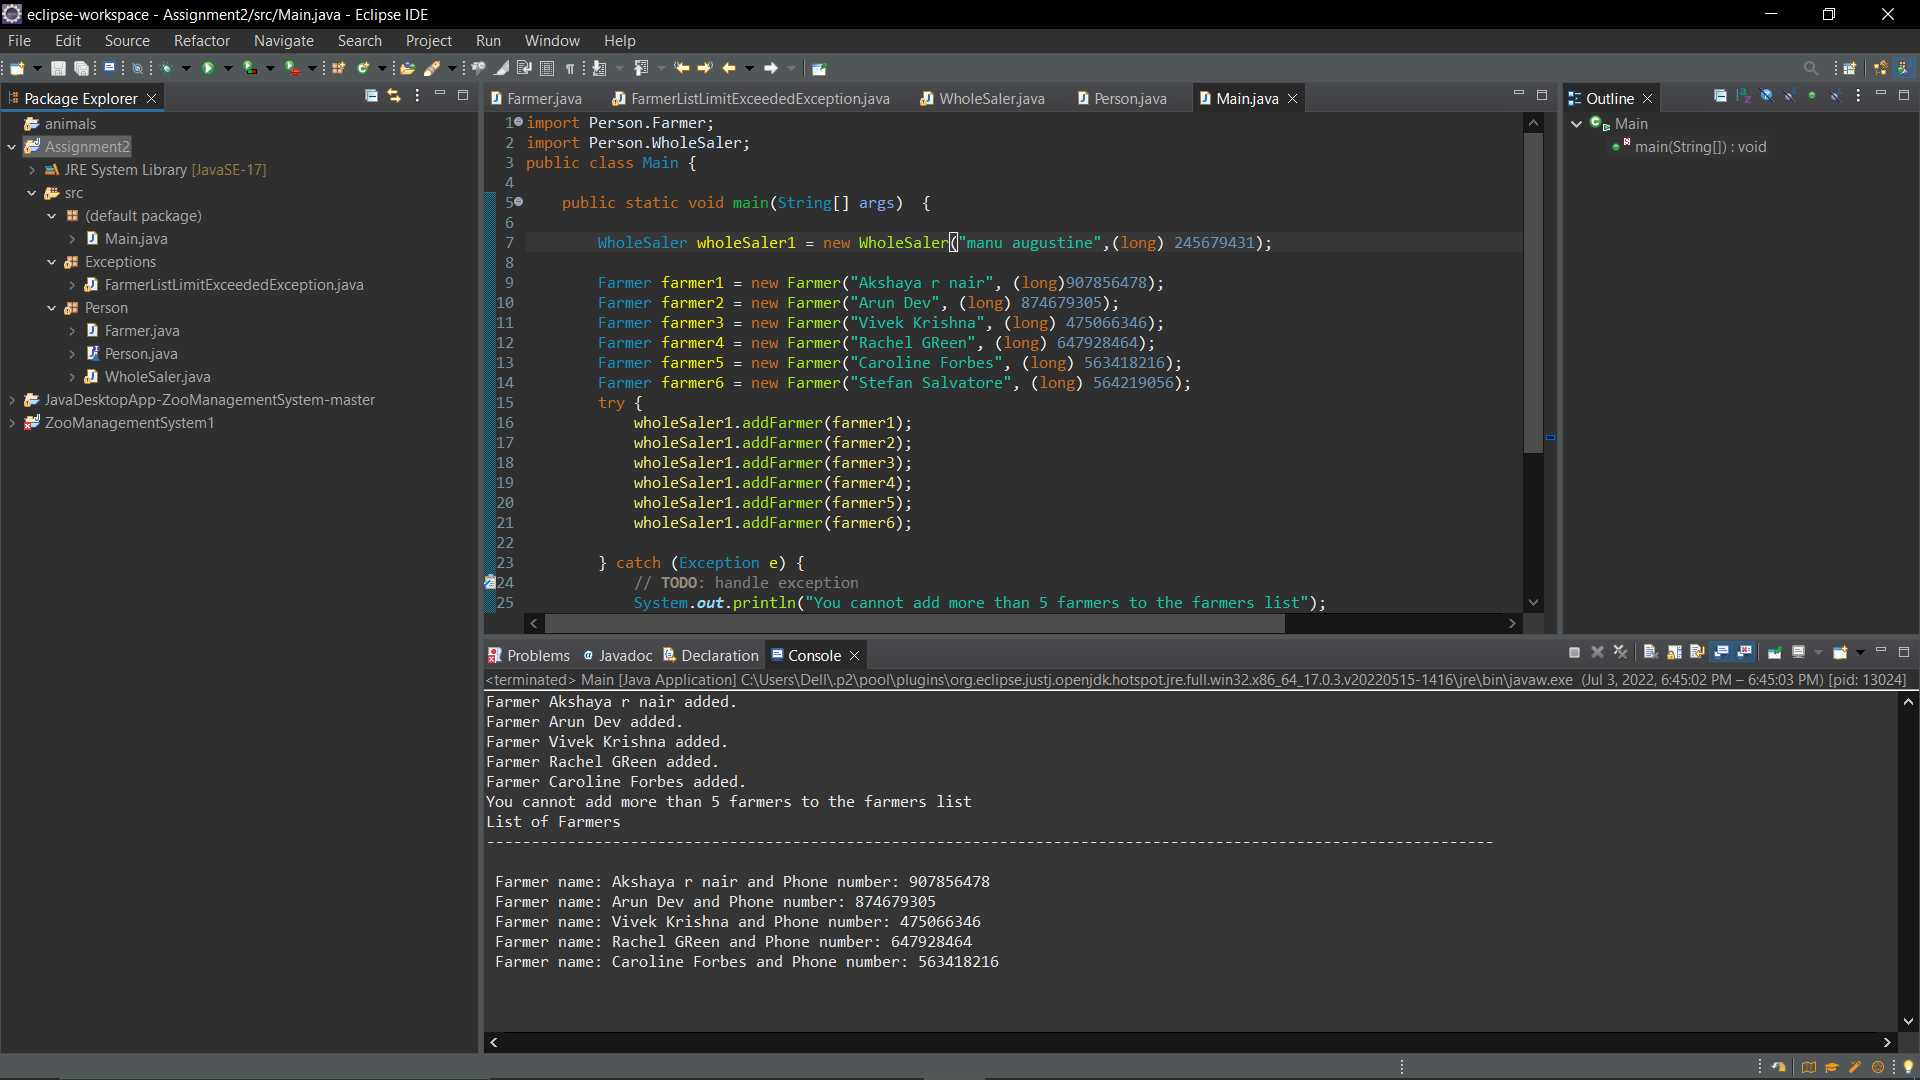 eclipse-workspace - Assignment2/src/Main.java - Eclipse IDE
File Edit Source Refactor Navigate Search Project Run Window Help
Package Explorer
animals
Assignment2
JRE System Library [JavaSE-17]
src
(default package)
Main.java
Exceptions
FarmerListLimitExceededException.java
Person
Farmer.java
Person.java
WholeSaler.java
JavaDesktopApp-ZooManagementSystem-master
ZooManagementSystem1
Farmer.java FarmerListLimitExceededException.java WholeSaler.java Person.java Main.java
1 import Person.Farmer;
2 import Person.WholeSaler;
3 public class Main {
4
5 public static void main(String[] args) {
6
7 WholeSaler wholeSaler1 = new WholeSaler("manu augustine",(long) 245679431);
8
9 Farmer farmer1 = new Farmer("Akshaya r nair", (long)907856478);
10 Farmer farmer2 = new Farmer("Arun Dev", (long) 874679305);
11 Farmer farmer3 = new Farmer("Vivek Krishna", (long) 475066346);
12 Farmer farmer4 = new Farmer("Rachel GReen", (long) 647928464);
13 Farmer farmer5 = new Farmer("Caroline Forbes", (long) 563418216);
14 Farmer farmer6 = new Farmer("Stefan Salvatore", (long) 564219056);
15 try {
16 wholeSaler1.addFarmer(farmer1);
17 wholeSaler1.addFarmer(farmer2);
18 wholeSaler1.addFarmer(farmer3);
19 wholeSaler1.addFarmer(farmer4);
20 wholeSaler1.addFarmer(farmer5);
21 wholeSaler1.addFarmer(farmer6);
22
23 } catch (Exception e) {
24 // TODO: handle exception
25 System.out.println("You cannot add more than 5 farmers to the farmers list");
Outline
Main
main(String[]) : void
Problems Javadoc Declaration Console
<terminated> Main [Java Application] C:\Users\Dell\.p2\pool\plugins\org.eclipse.justj.openjdk.hotspot.jre.full.win32.x86_64_17.0.3.v20220515-1416\jre\bin\javaw.exe (Jul 3, 2022, 6:45:02 PM – 6:45:03 PM) [pid: 13024]
Farmer Akshaya r nair added.
Farmer Arun Dev added.
Farmer Vivek Krishna added.
Farmer Rachel GReen added.
Farmer Caroline Forbes added.
You cannot add more than 5 farmers to the farmers list
List of Farmers
----------------------------------------------------------------------------------------------------------------
Farmer name: Akshaya r nair and Phone number: 907856478
Farmer name: Arun Dev and Phone number: 874679305
Farmer name: Vivek Krishna and Phone number: 475066346
Farmer name: Rachel GReen and Phone number: 647928464
Farmer name: Caroline Forbes and Phone number: 563418216